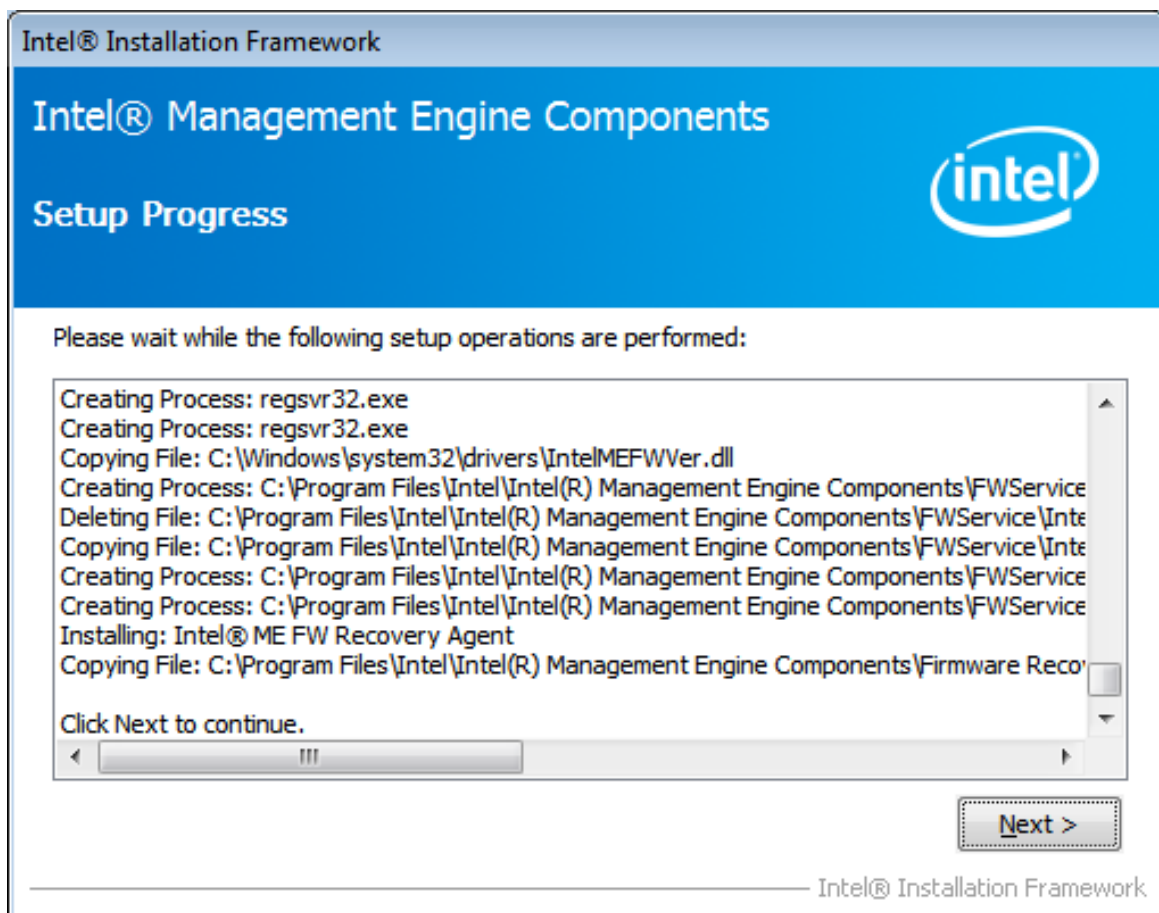 Intel® Installation Framework
Intel® Management Engine Components
intel
Setup Progress
Please wait while the following setup operations are performed:
Creating Process: regsvr32.exe
Creating Process: regsvr32.exe
Copying File: C:\Windows\system32\drivers\IntelMEFWVer.dll
Creating Process: C:\Program Files\Intel\Intel(R) Management Engine Components\FWService
Deleting File: C:\Program Files\Intel\Intel(R) Management Engine Components\FWService\Inte
Copying File: C:\Program Files\Intel\Intel(R) Management Engine Components\FWService\Inte
Creating Process: C:\Program Files\Intel\Intel(R) Management Engine Components\FWService
Creating Process: C:\Program Files\Intel\Intel(R) Management Engine Components\FWService
Installing: Intel® ME FW Recovery Agent
Copying File: C:\Program Files\Intel\Intel(R) Management Engine Components\Firmware Reco
Click Next to continue.
Next >
Intel® Installation Framework